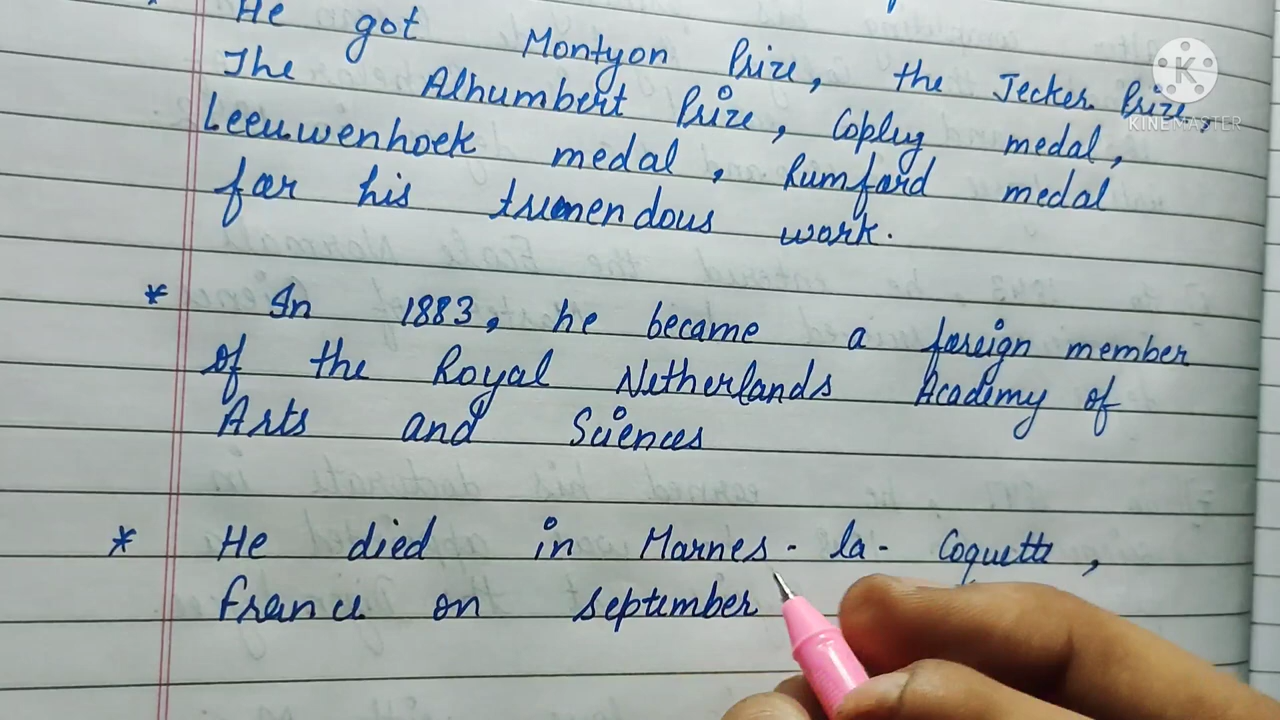 He got Montyon Prize, the Jecker Prize,
The Alhumbert Prize, Copley medal,
Leeuwenhoek medal, Rumford medal
for his tremendous work.
* In 1883, he became a foreign member
of the Royal Netherlands Academy of
Arts and Sciences
* He died in Marnes-la-Coquette,
France on september
KINEMASTER